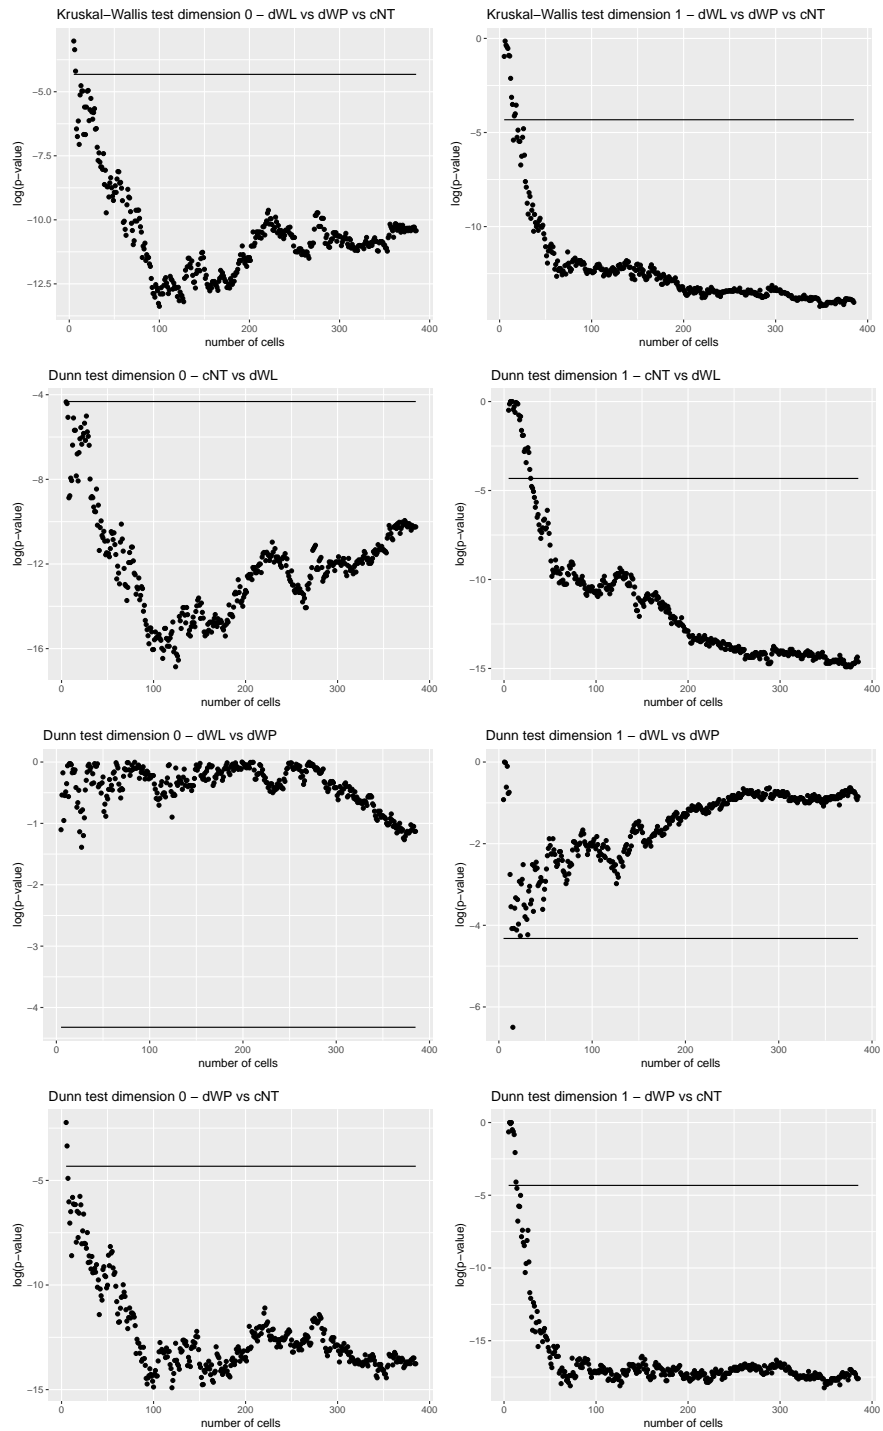 Kruskal−Wallis test dimension 0 − dWL vs dWP vs cNT
−5.0
−7.5
−10.0
−12.5
log(p−value)
0 100 200 300 400
number of cells
Kruskal−Wallis test dimension 1 − dWL vs dWP vs cNT
0
−5
−10
log(p−value)
0 100 200 300 400
number of cells
Dunn test dimension 0 − cNT vs dWL
−4
−8
−12
−16
log(p−value)
0 100 200 300 400
number of cells
Dunn test dimension 1 − cNT vs dWL
0
−5
−10
−15
log(p−value)
0 100 200 300 400
number of cells
Dunn test dimension 0 − dWL vs dWP
0
−1
−2
−3
−4
log(p−value)
0 100 200 300 400
number of cells
Dunn test dimension 1 − dWL vs dWP
0
−2
−4
−6
log(p−value)
0 100 200 300 400
number of cells
Dunn test dimension 0 − dWP vs cNT
−5
−10
−15
log(p−value)
0 100 200 300 400
number of cells
Dunn test dimension 1 − dWP vs cNT
0
−5
−10
−15
log(p−value)
0 100 200 300 400
number of cells